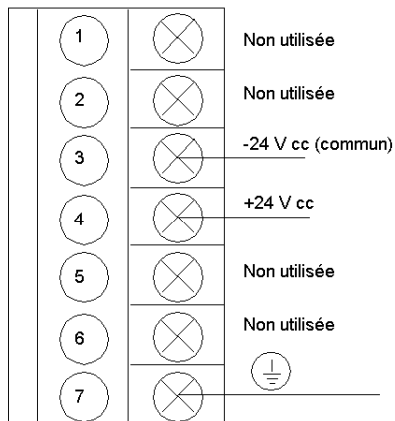 1 Non utilisée
2 Non utilisée
3 -24 V cc (commun)
4 +24 V cc
5 Non utilisée
6 Non utilisée
7